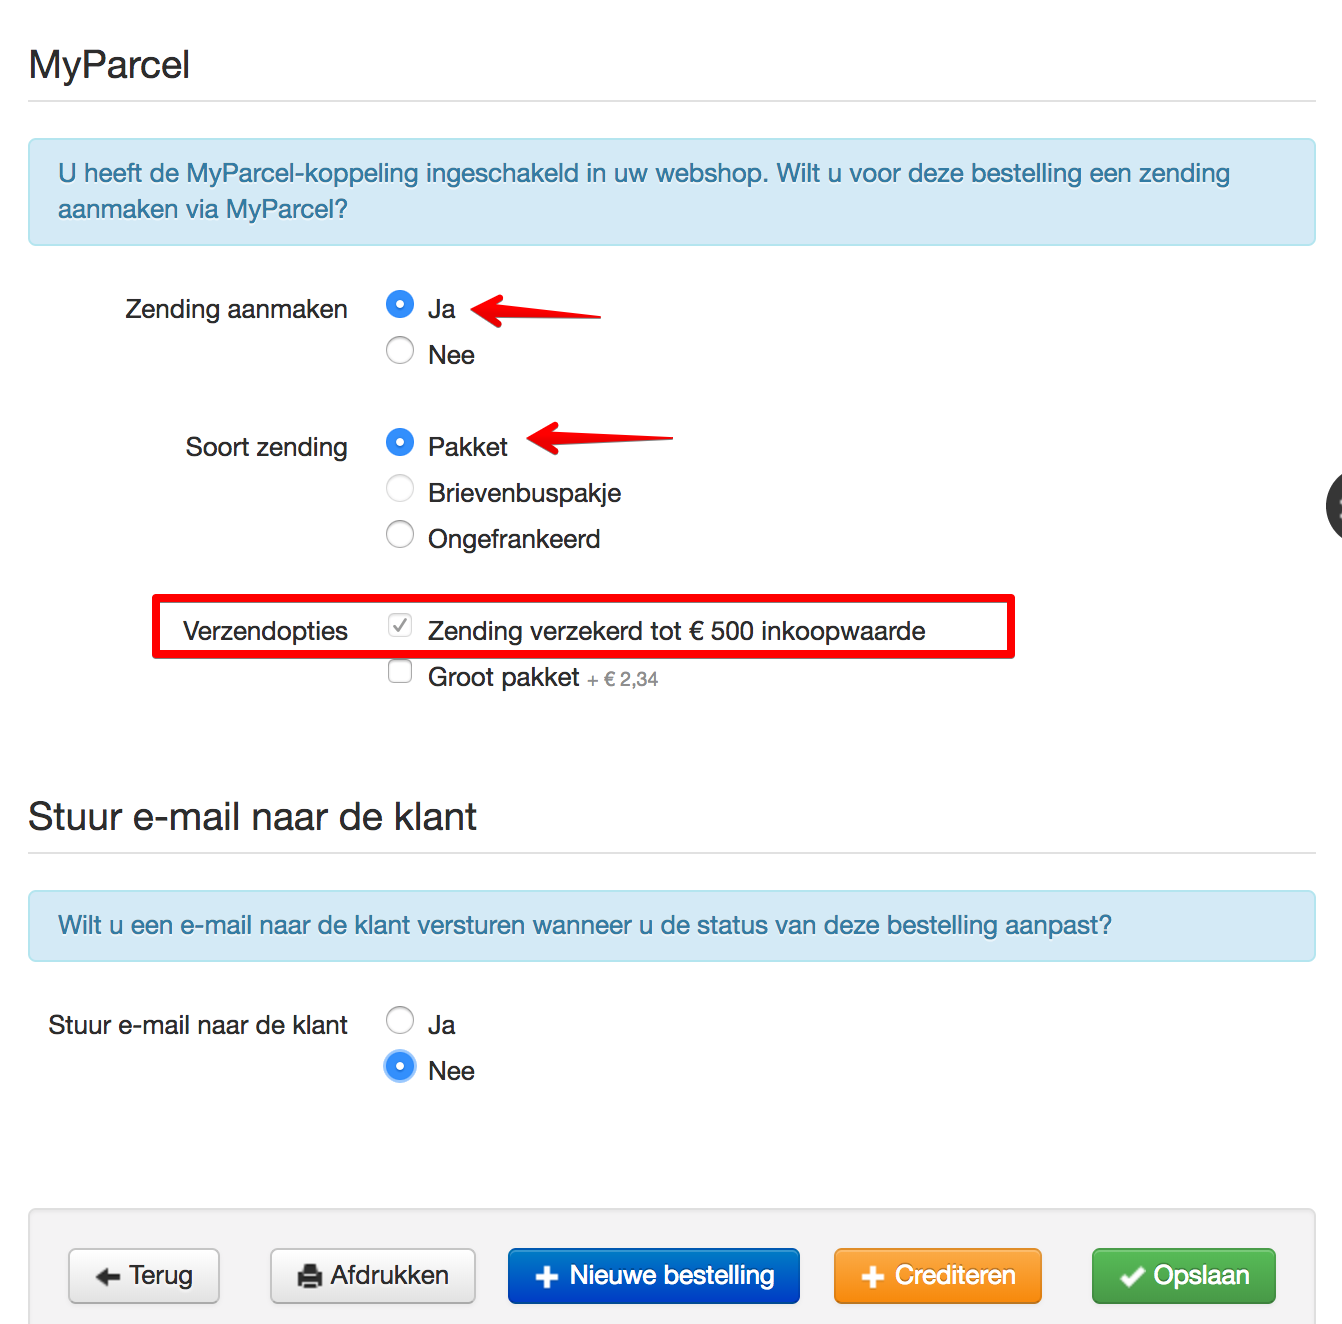 MyParcel
U heeft de MyParcel-koppeling ingeschakeld in uw webshop. Wilt u voor deze bestelling een zending
aanmaken via MyParcel?
Zending aanmaken Ja
Nee
Soort zending Pakket
Brievenbuspakje
Ongefrankeerd
Verzendopties Zending verzekerd tot € 500 inkoopwaarde
Groot pakket + € 2,34
Stuur e-mail naar de klant
Wilt u een e-mail naar de klant versturen wanneer u de status van deze bestelling aanpast?
Stuur e-mail naar de klant Ja
Nee
Terug Afdrukken Nieuwe bestelling Crediteren Opslaan